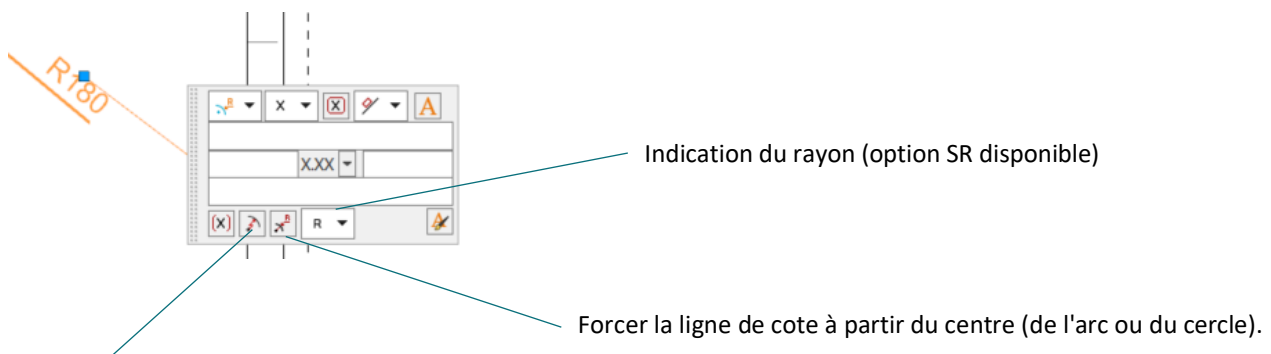 R180
R
X
X
A
X.XX
Indication du rayon (option SR disponible)
(X)
R
R
A
Forcer la ligne de cote à partir du centre (de l'arc ou du cercle).